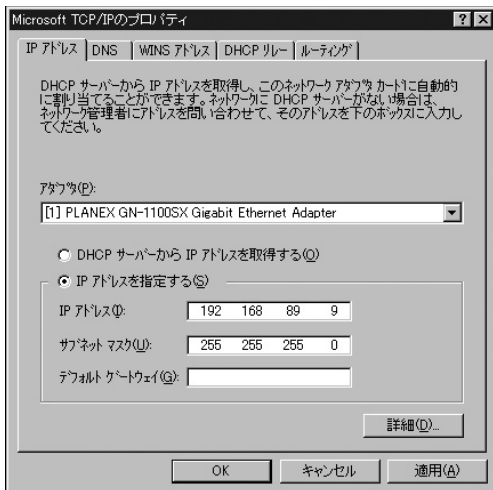 Microsoft TCP/IPのプロパティ
IP アドレス DNS WINS アドレス DHCP リレー ルーティング
DHCP サーバーから IP アドレスを取得し、このネットワーク アダプタ カードに自動的
に割り当てることができます。ネットワークに DHCP サーバーがない場合は、
ネットワーク管理者にアドレスを問い合わせて、そのアドレスを下のボックスに入力し
てください。
アダプタ(P):
[1] PLANEX GN-1100SX Gigabit Ethernet Adapter
DHCP サーバーから IP アドレスを取得する(O)
IP アドレスを指定する(S)
IP アドレス(I): 192 168 89 9
サブネット マスク(U): 255 255 255 0
デフォルト ゲートウェイ(G):
詳細(D)...
OK キャンセル 適用(A)